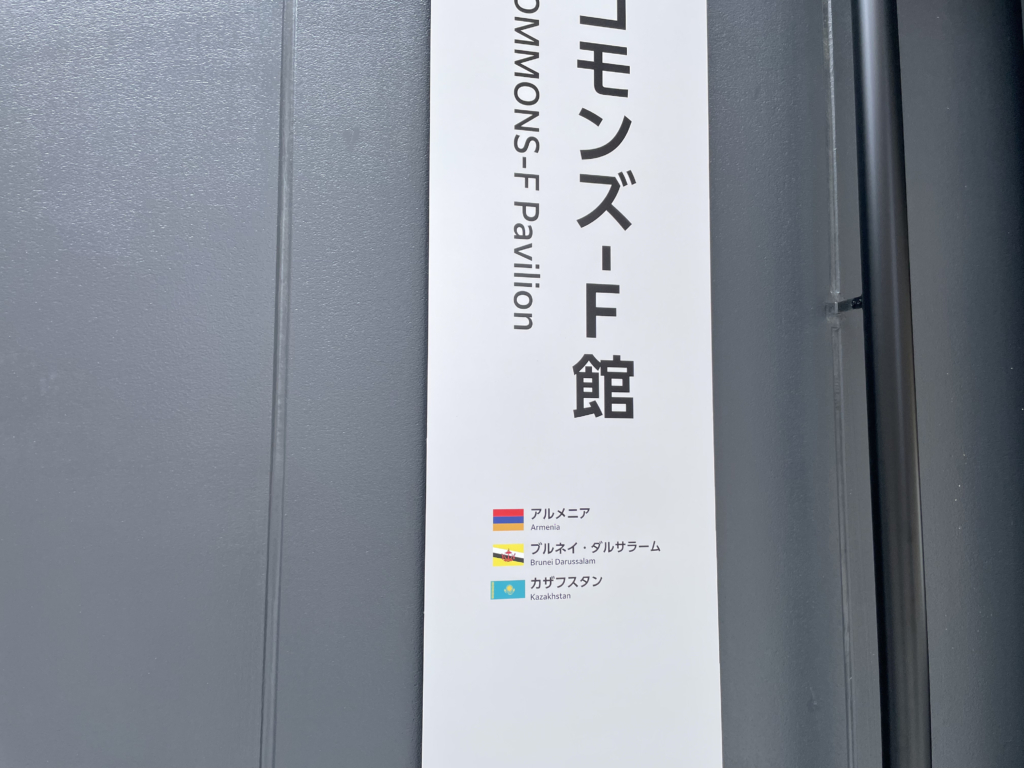 コモンズ-F館
OMMONS-F Pavilion
アルメニア
Armenia
ブルネイ・ダルサラーム
Brunei Darussalam
カザフスタン
Kazakhstan